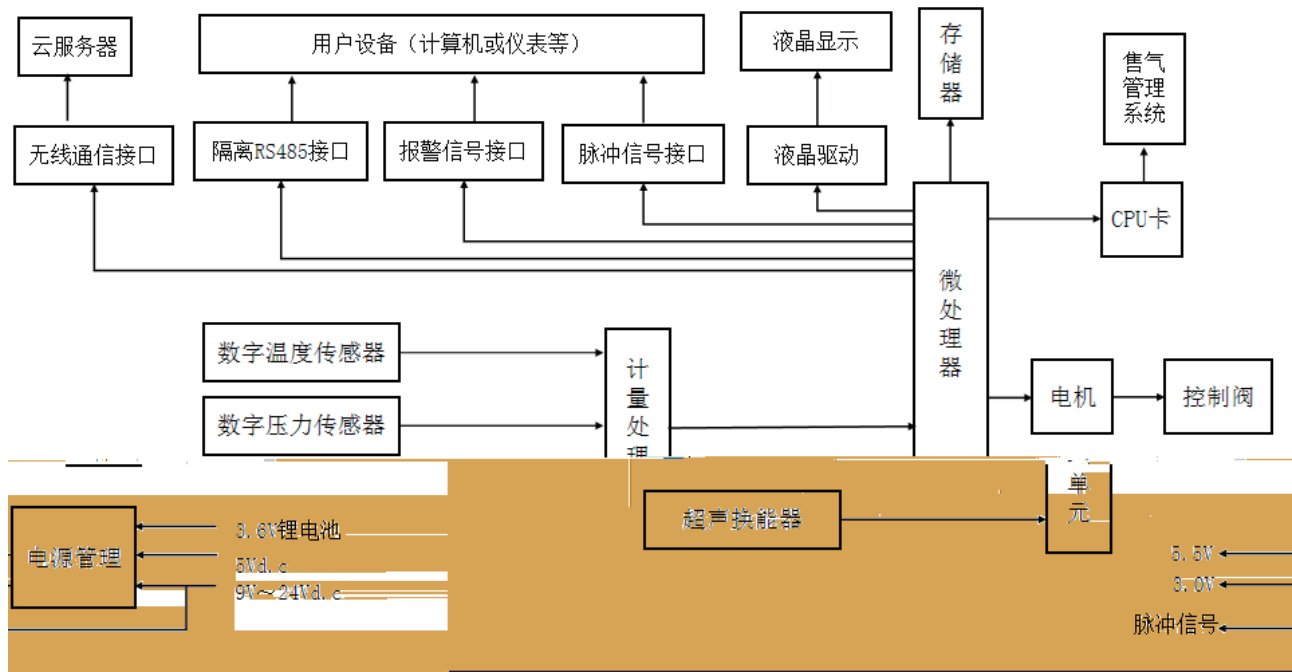 云服务器
用户设备（计算机或仪表等）
液晶显示
存储器
售气管理系统
无线通信接口
隔离RS485接口
报警信号接口
脉冲信号接口
液晶驱动
CPU卡
微处理器
数字温度传感器
数字压力传感器
计量处理
电机
控制阀
单元
超声换能器
电源管理
3.6V锂电池
5Vd.c
9V～24Vd.c
5.5V
3.0V
脉冲信号